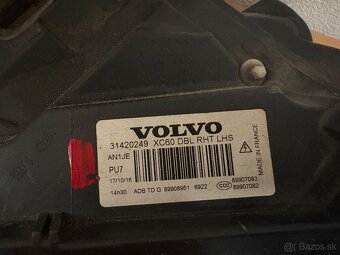 VOLVO
31420249 XC60 DBL RHT LHS
AN1JE
PU7
17/10/16
14h30 ADB TD G 89908951 6922 CCC
89907083
89907082
MADE IN FRANCE
bazos.sk